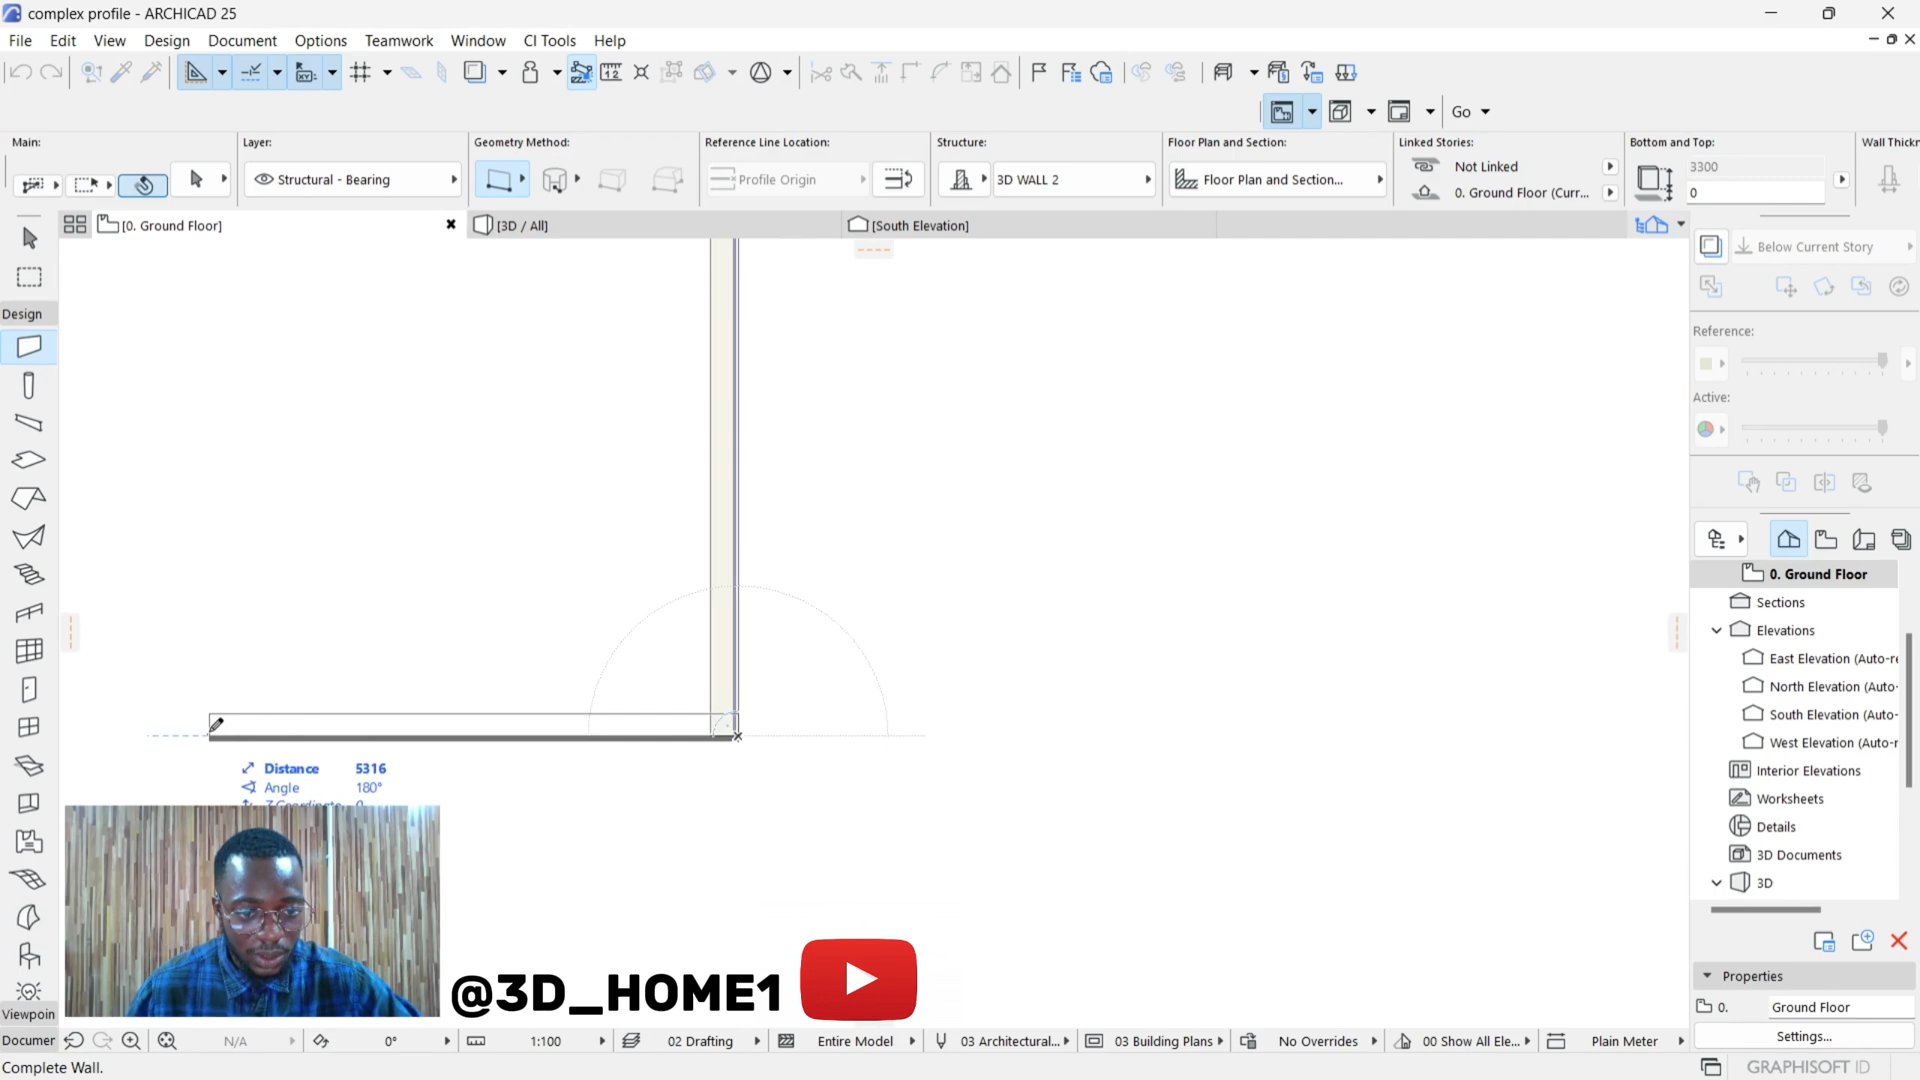 complex profile - ARCHICAD 25
File Edit View Design Document Options Teamwork Window CI Tools Help
Go
Main: Layer: Geometry Method: Reference Line Location: Structure: Floor Plan and Section: Linked Stories: Bottom and Top: Wall Thickr
Structural - Bearing Profile Origin 3D WALL 2 Floor Plan and Section... Not Linked 3300
0. Ground Floor (Curr... 0
[0. Ground Floor] [3D / All] [South Elevation]
Below Current Story
Design
Reference:
Active:
0. Ground Floor
Sections
Elevations
East Elevation (Auto-re
North Elevation (Auto-
South Elevation (Auto-
West Elevation (Auto-r
Interior Elevations
Worksheets
Details
3D Documents
3D
Distance 5316
Angle 180°
Z Coordinate 0
@3D_HOME1
Properties
0. Ground Floor
Settings...
Viewpoin
Documer N/A 0° 1:100 02 Drafting Entire Model 03 Architectural... 03 Building Plans No Overrides 00 Show All Ele... Plain Meter
Complete Wall.
GRAPHISOFT ID